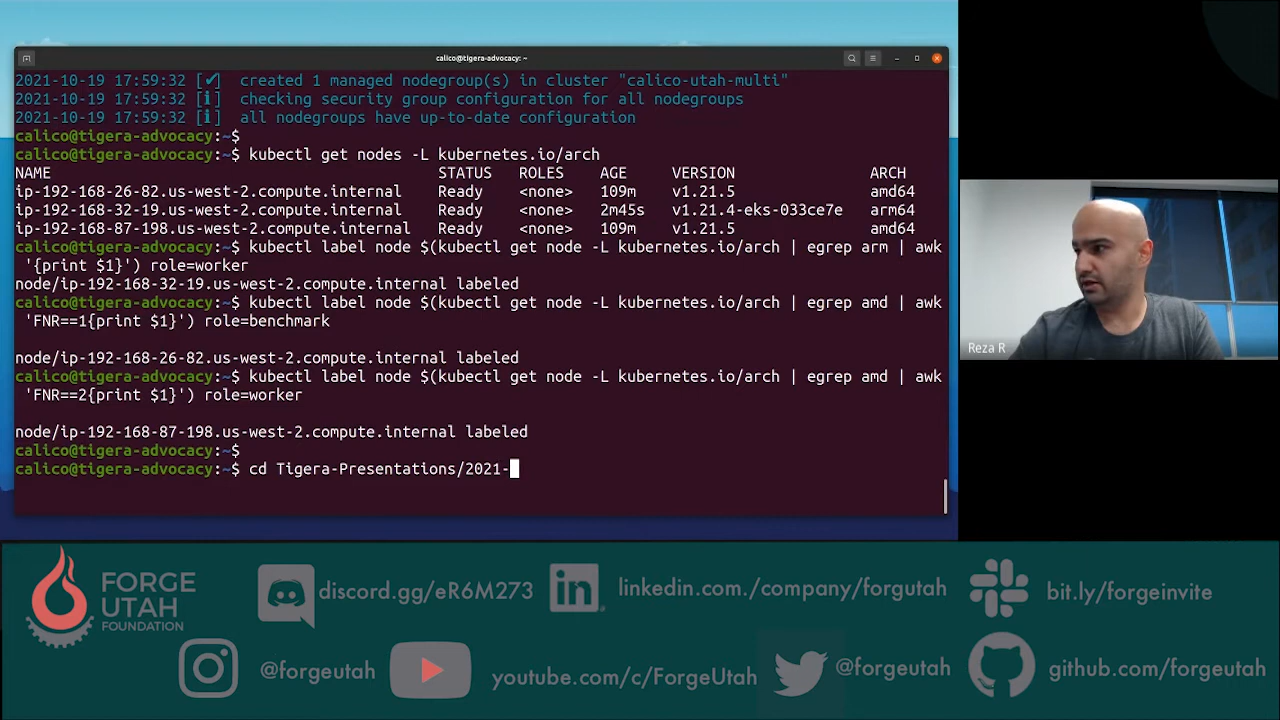 calico@tigera-advocacy: ~
2021-10-19 17:59:32 [✓]  created 1 managed nodegroup(s) in cluster "calico-utah-multi"
2021-10-19 17:59:32 [i]  checking security group configuration for all nodegroups
2021-10-19 17:59:32 [i]  all nodegroups have up-to-date configuration
calico@tigera-advocacy:~$
calico@tigera-advocacy:~$ kubectl get nodes -L kubernetes.io/arch
NAME STATUS ROLES AGE VERSION ARCH
ip-192-168-26-82.us-west-2.compute.internal Ready <none> 109m v1.21.5 amd64
ip-192-168-32-19.us-west-2.compute.internal Ready <none> 2m45s v1.21.4-eks-033ce7e arm64
ip-192-168-87-198.us-west-2.compute.internal Ready <none> 109m v1.21.5 amd64
calico@tigera-advocacy:~$ kubectl label node $(kubectl get node -L kubernetes.io/arch | egrep arm | awk
'{print $1}') role=worker
node/ip-192-168-32-19.us-west-2.compute.internal labeled
calico@tigera-advocacy:~$ kubectl label node $(kubectl get node -L kubernetes.io/arch | egrep amd | awk
'FNR==1{print $1}') role=benchmark
node/ip-192-168-26-82.us-west-2.compute.internal labeled
calico@tigera-advocacy:~$ kubectl label node $(kubectl get node -L kubernetes.io/arch | egrep amd | awk
'FNR==2{print $1}') role=worker
node/ip-192-168-87-198.us-west-2.compute.internal labeled
calico@tigera-advocacy:~$
calico@tigera-advocacy:~$ cd Tigera-Presentations/2021-
Reza R
FORGE
UTAH
FOUNDATION
discord.gg/eR6M273
in
linkedin.com./company/forgutah
bit.ly/forgeinvite
@forgeutah
youtube.com/c/ForgeUtah
@forgeutah
github.com/forgeutah